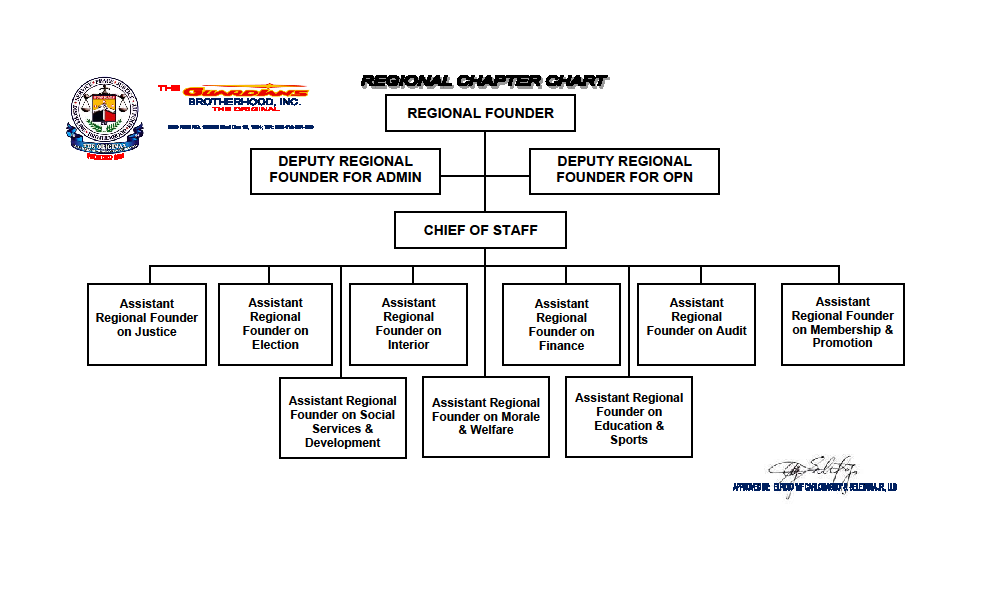 REGIONAL CHAPTER CHART
THE GUARDIANS
BROTHERHOOD, INC.
THE ORIGINAL
REGIONAL FOUNDER
DEPUTY REGIONAL
FOUNDER FOR ADMIN
DEPUTY REGIONAL
FOUNDER FOR OPN
CHIEF OF STAFF
Assistant
Regional Founder
on Justice
Assistant
Regional
Founder on
Election
Assistant
Regional
Founder on
Interior
Assistant
Regional
Founder on
Finance
Assistant
Regional
Founder on Audit
Assistant
Regional Founder
on Membership &
Promotion
Assistant Regional
Founder on Social
Services &
Development
Assistant Regional
Founder on Morale
& Welfare
Assistant Regional
Founder on
Education &
Sports
APPROVED BY: